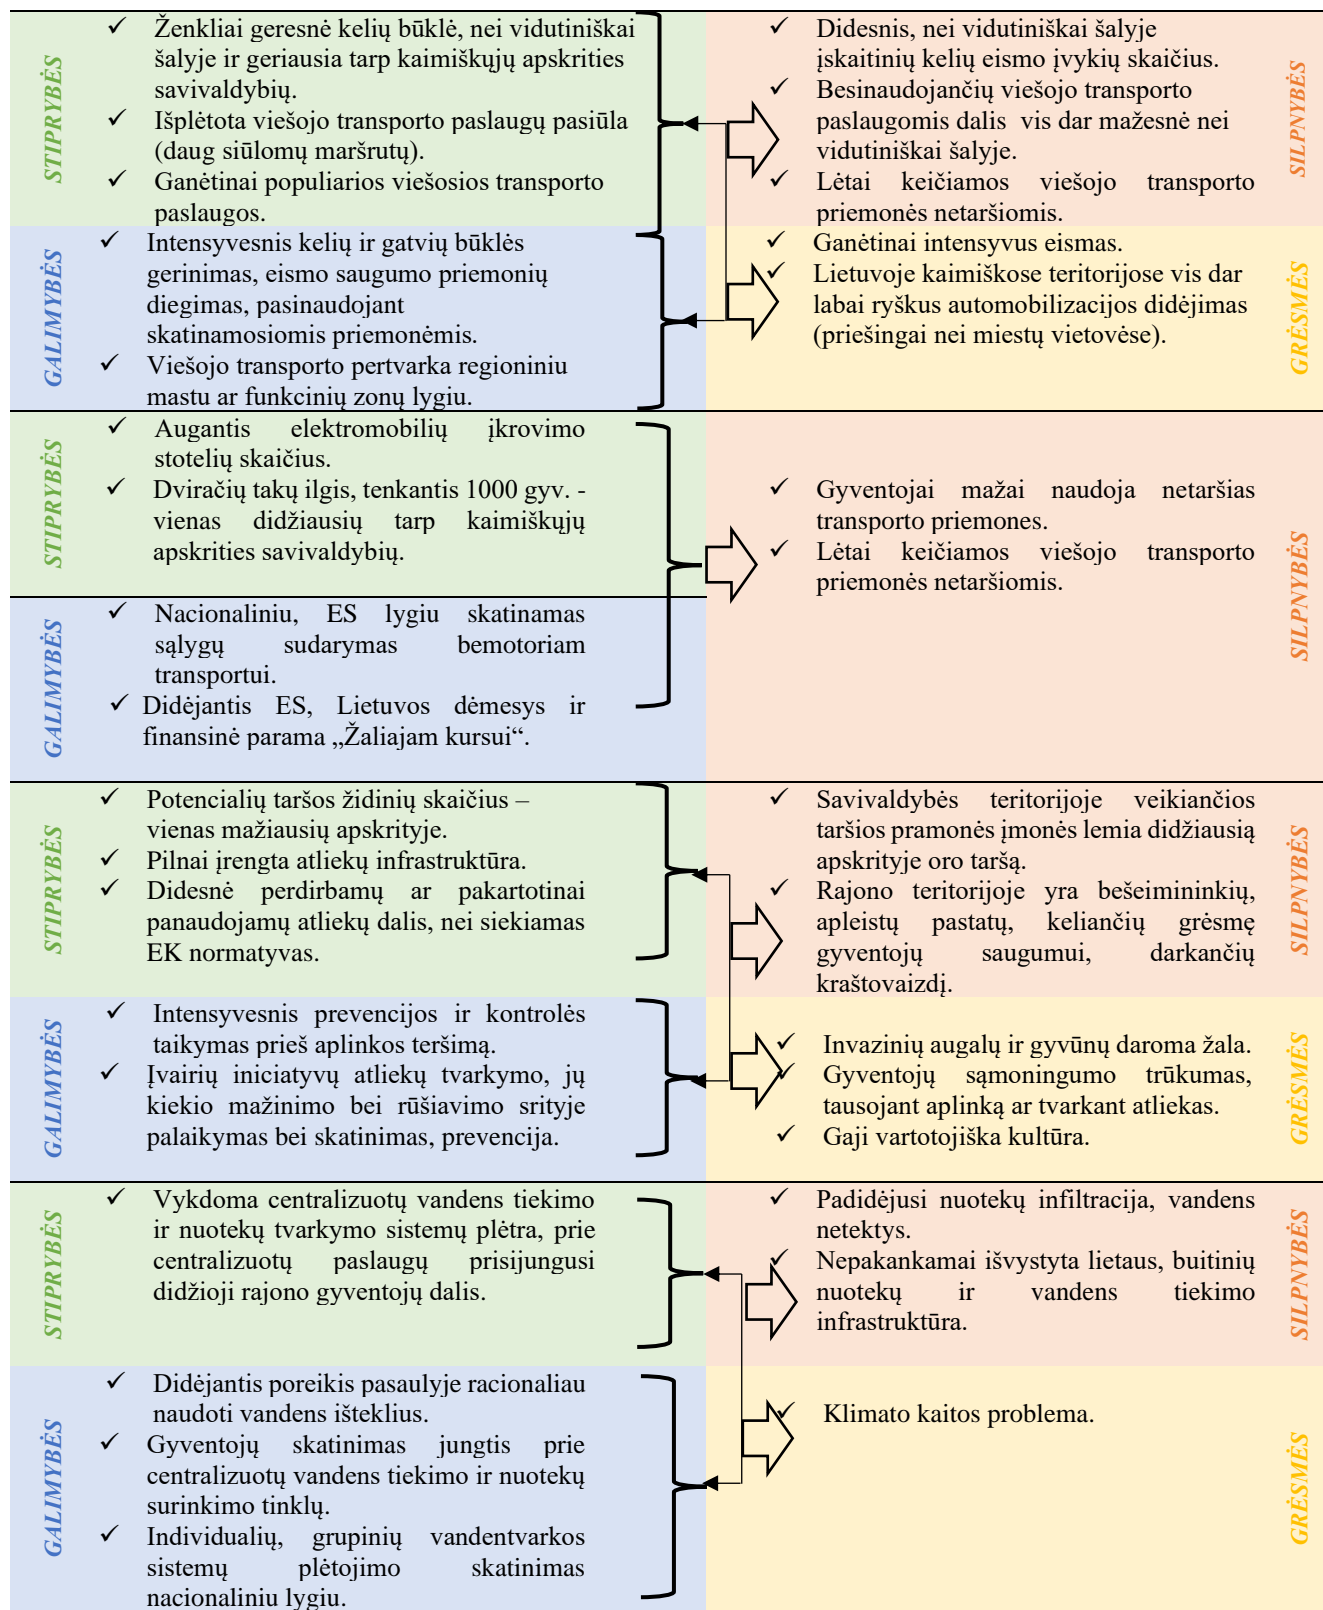 STIPRYBĖS
✓ Ženkliai geresnė kelių būklė, nei vidutiniškai
šalyje ir geriausia tarp kaimiškųjų apskrities
savivaldybių.
✓ Išplėtota viešojo transporto paslaugų pasiūla
(daug siūlomų maršrutų).
✓ Ganėtinai populiarios viešosios transporto
paslaugos.
✓ Didesnis, nei vidutiniškai šalyje
įskaitinių kelių eismo įvykių skaičius.
✓ Besinaudojančių viešojo transporto
paslaugomis dalis vis dar mažesnė nei
vidutiniškai šalyje.
✓ Lėtai keičiamos viešojo transporto
priemonės netaršiomis.
SILPNYBĖS
GALIMYBĖS
✓ Intensyvesnis kelių ir gatvių būklės
gerinimas, eismo saugumo priemonių
diegimas, pasinaudojant
skatinamosiomis priemonėmis.
✓ Viešojo transporto pertvarka regioniniu
mastu ar funkcinių zonų lygiu.
✓ Ganėtinai intensyvus eismas.
✓ Lietuvoje kaimiškose teritorijose vis dar
labai ryškus automobilizacijos didėjimas
(priešingai nei miestų vietovėse).
GRĖSMĖS
STIPRYBĖS
✓ Augantis elektromobilių įkrovimo
stotelių skaičius.
✓ Dviračių takų ilgis, tenkantis 1000 gyv. -
vienas didžiausių tarp kaimiškųjų
apskrities savivaldybių.
✓ Gyventojai mažai naudoja netaršias
transporto priemones.
✓ Lėtai keičiamos viešojo transporto
priemonės netaršiomis.
SILPNYBĖS
GALIMYBĖS
✓ Nacionaliniu, ES lygiu skatinamas
sąlygų sudarymas bemotoriam
transportui.
✓ Didėjantis ES, Lietuvos dėmesys ir
finansinė parama „Žaliajam kursui“.
STIPRYBĖS
✓ Potencialių taršos židinių skaičius –
vienas mažiausių apskrityje.
✓ Pilnai įrengta atliekų infrastruktūra.
✓ Didesnė perdirbamų ar pakartotinai
panaudojamų atliekų dalis, nei siekiamas
EK normatyvas.
✓ Savivaldybės teritorijoje veikiančios
taršios pramonės įmonės lemia didžiausią
apskrityje oro taršą.
✓ Rajono teritorijoje yra bešeimininkių,
apleistų pastatų, keliančių grėsmę
gyventojų saugumui, darkančių
kraštovaizdį.
SILPNYBĖS
GALIMYBĖS
✓ Intensyvesnis prevencijos ir kontrolės
taikymas prieš aplinkos teršimą.
✓ Įvairių iniciatyvų atliekų tvarkymo, jų
kiekio mažinimo bei rūšiavimo srityje
palaikymas bei skatinimas, prevencija.
✓ Invazinių augalų ir gyvūnų daroma žala.
✓ Gyventojų sąmoningumo trūkumas,
tausojant aplinką ar tvarkant atliekas.
✓ Gaji vartotojiška kultūra.
GRĖSMĖS
STIPRYBĖS
✓ Vykdoma centralizuotų vandens tiekimo
ir nuotekų tvarkymo sistemų plėtra, prie
centralizuotų paslaugų prisijungusi
didžioji rajono gyventojų dalis.
✓ Padidėjusi nuotekų infiltracija, vandens
netektys.
✓ Nepakankamai išvystyta lietaus, buitinių
nuotekų ir vandens tiekimo
infrastruktūra.
SILPNYBĖS
GALIMYBĖS
✓ Didėjantis poreikis pasaulyje racionaliau
naudoti vandens išteklius.
✓ Gyventojų skatinimas jungtis prie
centralizuotų vandens tiekimo ir nuotekų
surinkimo tinklų.
✓ Individualių, grupinių vandentvarkos
sistemų plėtojimo skatinimas
nacionaliniu lygiu.
✓ Klimato kaitos problema.
GRĖSMĖS